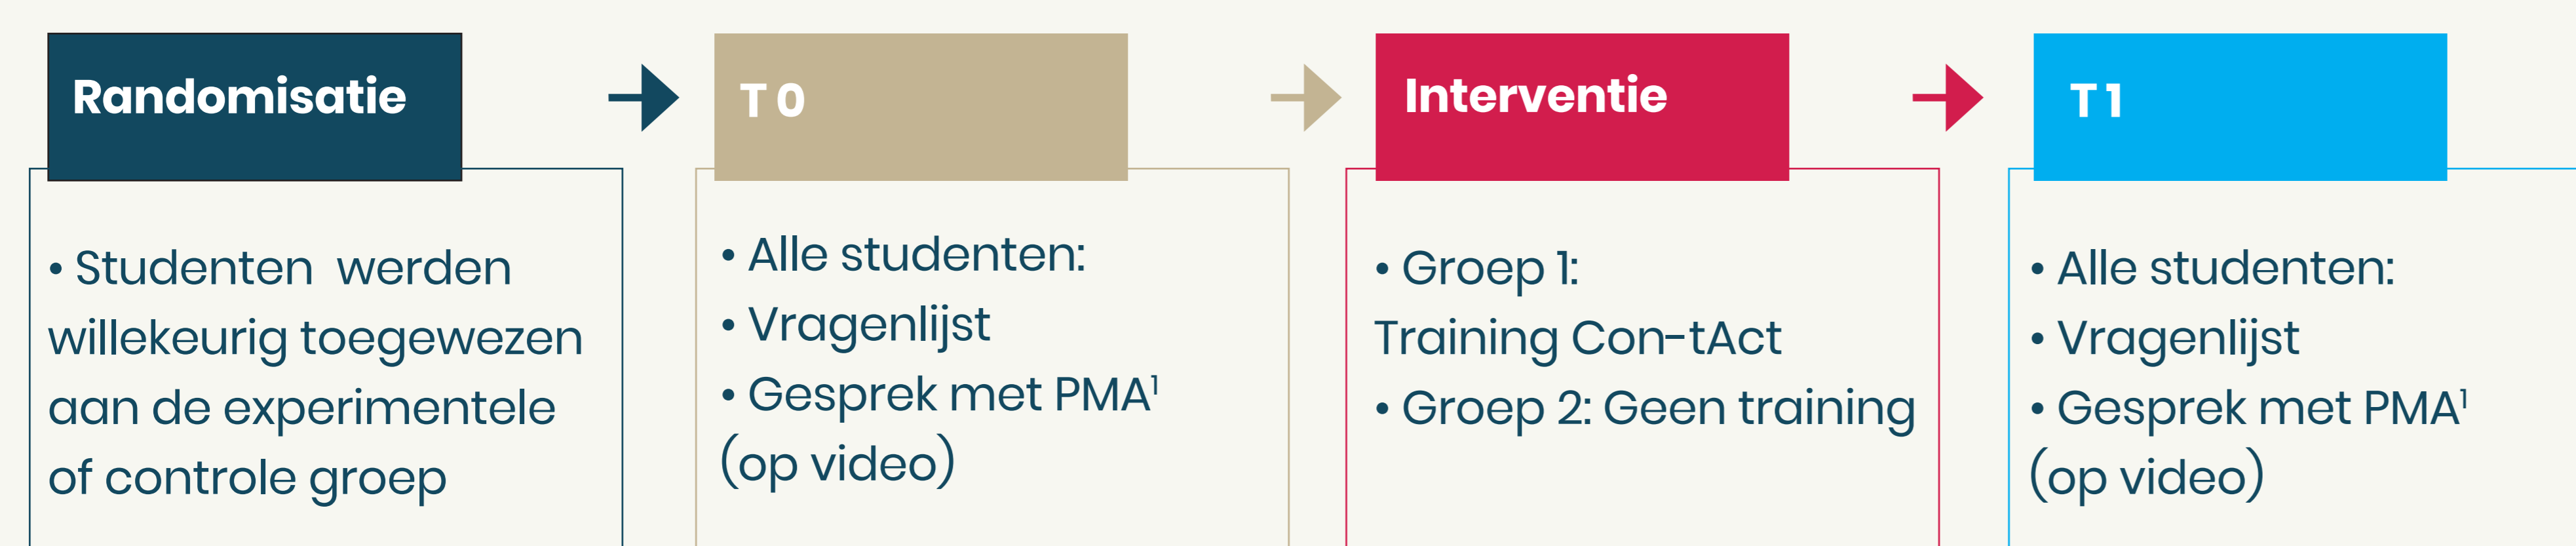 Randomisatie
• Studenten werden
willekeurig toegewezen
aan de experimentele
of controle groep
T 0
• Alle studenten:
• Vragenlijst
• Gesprek met PMA¹
(op video)
Interventie
• Groep 1:
Training Con-tAct
• Groep 2: Geen training
T 1
• Alle studenten:
• Vragenlijst
• Gesprek met PMA¹
(op video)